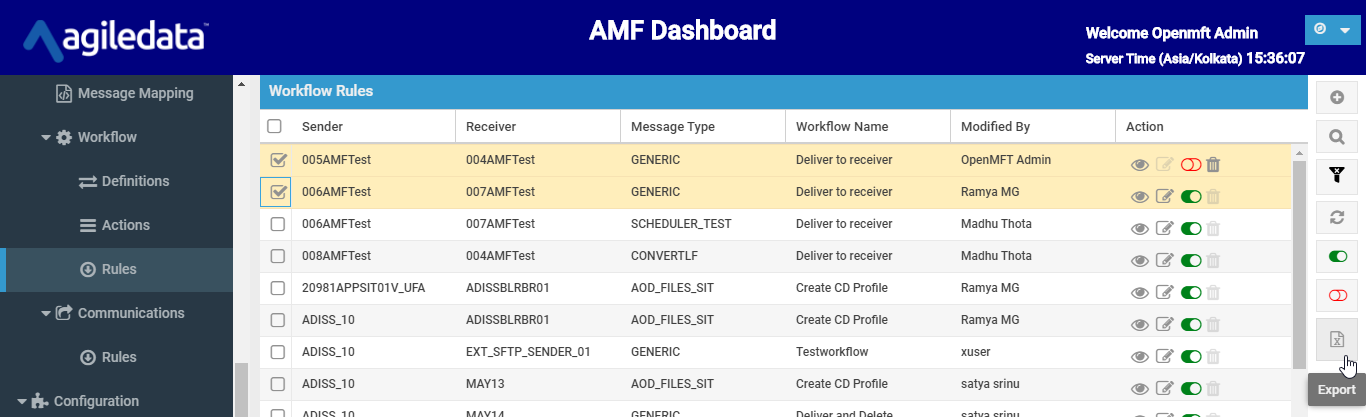 agiledata™
AMF Dashboard
Welcome Openmft Admin
Server Time (Asia/Kolkata) 15:36:07
Message Mapping
Workflow
Definitions
Actions
Rules
Communications
Rules
Configuration
Workflow Rules
Sender Receiver Message Type Workflow Name Modified By Action
005AMFTest 004AMFTest GENERIC Deliver to receiver OpenMFT Admin
006AMFTest 007AMFTest GENERIC Deliver to receiver Ramya MG
006AMFTest 007AMFTest SCHEDULER_TEST Deliver to receiver Madhu Thota
008AMFTest 004AMFTest CONVERTLF Deliver to receiver Madhu Thota
20981APPSIT01V_UFA ADISSBLRBR01 AOD_FILES_SIT Create CD Profile Ramya MG
ADISS_10 ADISSBLRBR01 AOD_FILES_SIT Create CD Profile Ramya MG
ADISS_10 EXT_SFTP_SENDER_01 GENERIC Testworkflow xuser
ADISS_10 MAY13 AOD_FILES_SIT Create CD Profile satya srinu
ADISS_10 MAY14 GENERIC Deliver and Delete satya srinu
Export